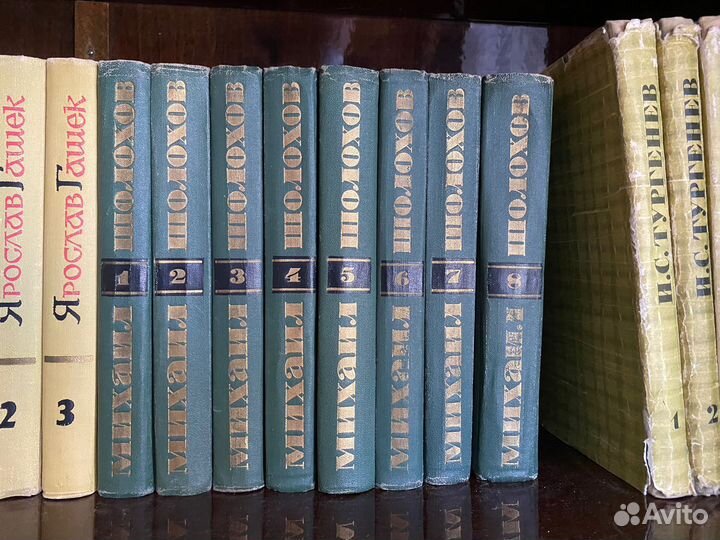 Ярослав Гашек
2
Ярослав Гашек
3
Михаил Шолохов
1
Михаил Шолохов
2
Михаил Шолохов
3
Михаил Шолохов
4
Михаил Шолохов
5
Михаил Шолохов
6
Михаил Шолохов
7
Михаил Шолохов
8
И.С. ТУРГЕНЕВ
1
И.С. ТУРГЕНЕВ
2
Avito